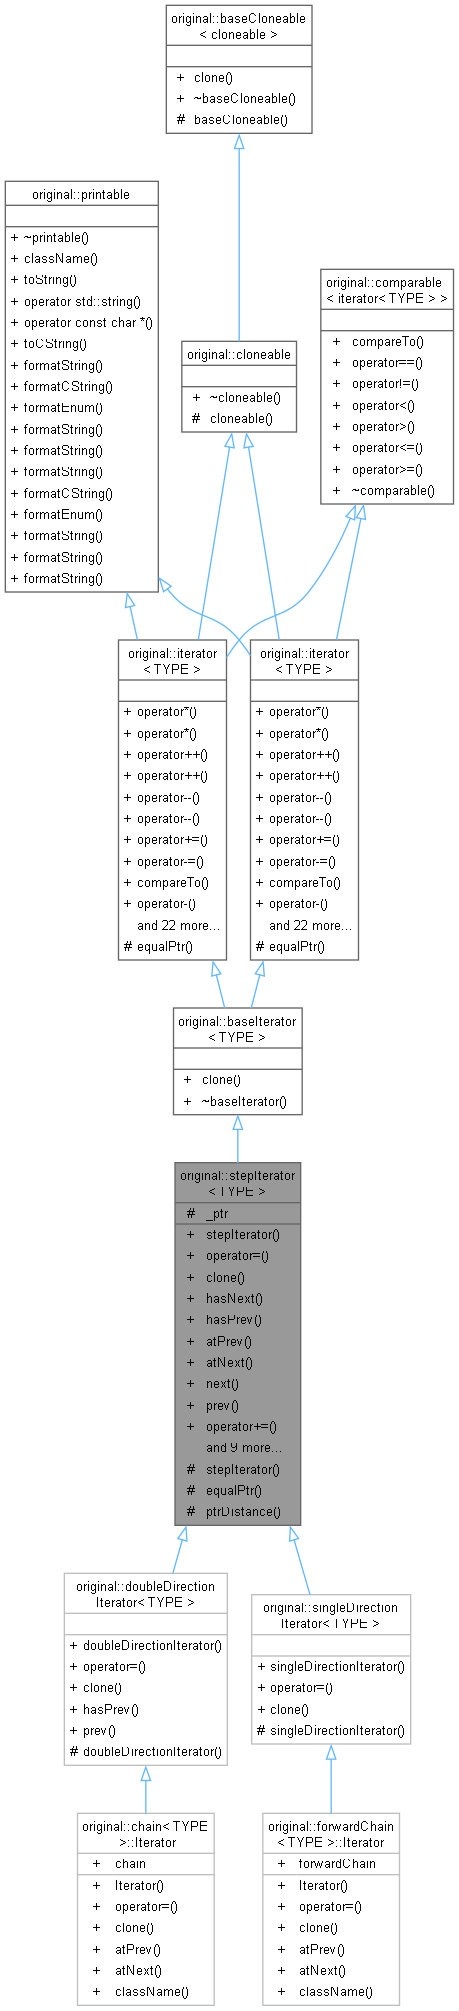 original::baseCloneable
< cloneable >
+ clone()
+ ~baseCloneable()
# baseCloneable()
original::printable
+ ~printable()
+ className()
+ toString()
+ operator std::string()
+ operator const char *()
+ toCString()
+ formatString()
+ formatCString()
+ formatEnum()
+ formatString()
+ formatString()
+ formatString()
+ formatCString()
+ formatEnum()
+ formatString()
+ formatString()
+ formatString()
original::cloneable
+ ~cloneable()
# cloneable()
original::comparable
< iterator< TYPE > >
+ compareTo()
+ operator==()
+ operator!=()
+ operator<()
+ operator>()
+ operator<=()
+ operator>=()
+ ~comparable()
original::iterator
< TYPE >
+ operator*()
+ operator*()
+ operator++()
+ operator++()
+ operator--()
+ operator--()
+ operator+=()
+ operator-=()
+ compareTo()
+ operator-()
and 22 more...
# equalPtr()
original::iterator
< TYPE >
+ operator*()
+ operator*()
+ operator++()
+ operator++()
+ operator--()
+ operator--()
+ operator+=()
+ operator-=()
+ compareTo()
+ operator-()
and 22 more...
# equalPtr()
original::baseIterator
< TYPE >
+ clone()
+ ~baseIterator()
original::stepIterator
< TYPE >
# _ptr
+ stepIterator()
+ operator=()
+ clone()
+ hasNext()
+ hasPrev()
+ atPrev()
+ atNext()
+ next()
+ prev()
+ operator+=()
and 9 more...
# stepIterator()
# equalPtr()
# ptrDistance()
original::doubleDirection
Iterator< TYPE >
+ doubleDirectionIterator()
+ operator=()
+ clone()
+ hasPrev()
+ prev()
# doubleDirectionIterator()
original::singleDirection
Iterator< TYPE >
+ singleDirectionIterator()
+ operator=()
+ clone()
# singleDirectionIterator()
original::chain< TYPE
>::Iterator
+ chain
+ Iterator()
+ operator=()
+ clone()
+ atPrev()
+ atNext()
+ className()
original::forwardChain
< TYPE >::Iterator
+ forwardChain
+ Iterator()
+ operator=()
+ clone()
+ atPrev()
+ atNext()
+ className()